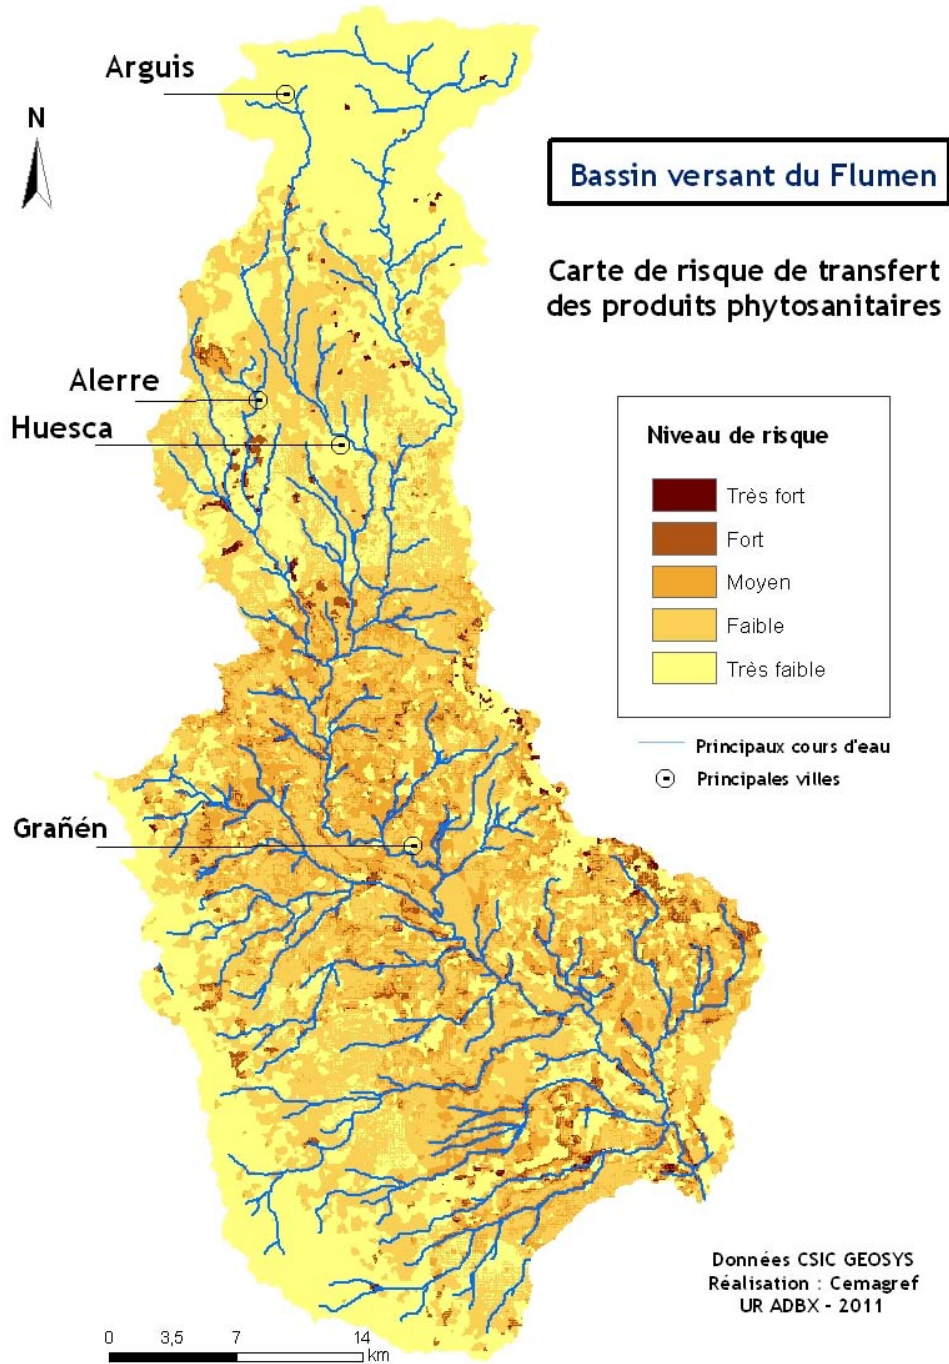 Arguis
N
Bassin versant du Flumen
Carte de risque de transfert
des produits phytosanitaires
Alerre
Huesca
Niveau de risque
Très fort
Fort
Moyen
Faible
Très faible
Principaux cours d'eau
Principales villes
Grañén
Données CSIC GEOSYS
Réalisation : Cemagref
UR ADBX - 2011
0 3,5 7 14
km